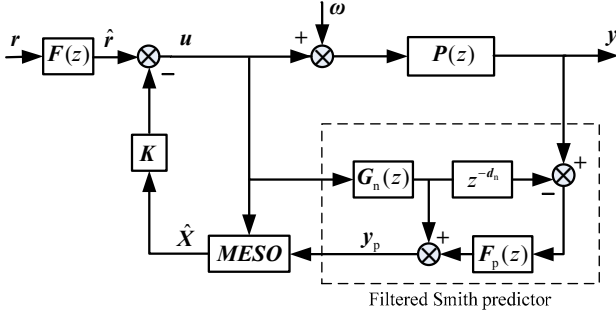 ω
r F(z) r̂ u + P(z) y
−
K G_n(z) z^{-d_n} +
−
X̂ MESO y_p + F_p(z)
Filtered Smith predictor